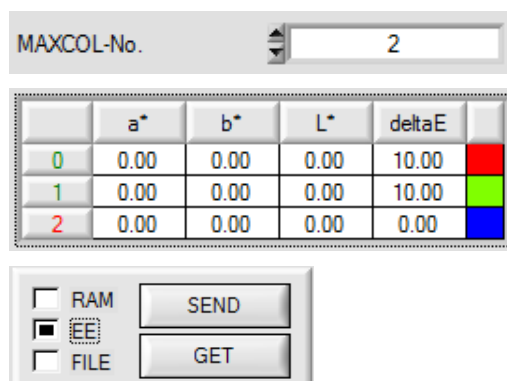 MAXCOL-No. 2
a* b* L* deltaE
0 0.00 0.00 0.00 10.00
1 0.00 0.00 0.00 10.00
2 0.00 0.00 0.00 0.00
RAM SEND
EE
FILE GET